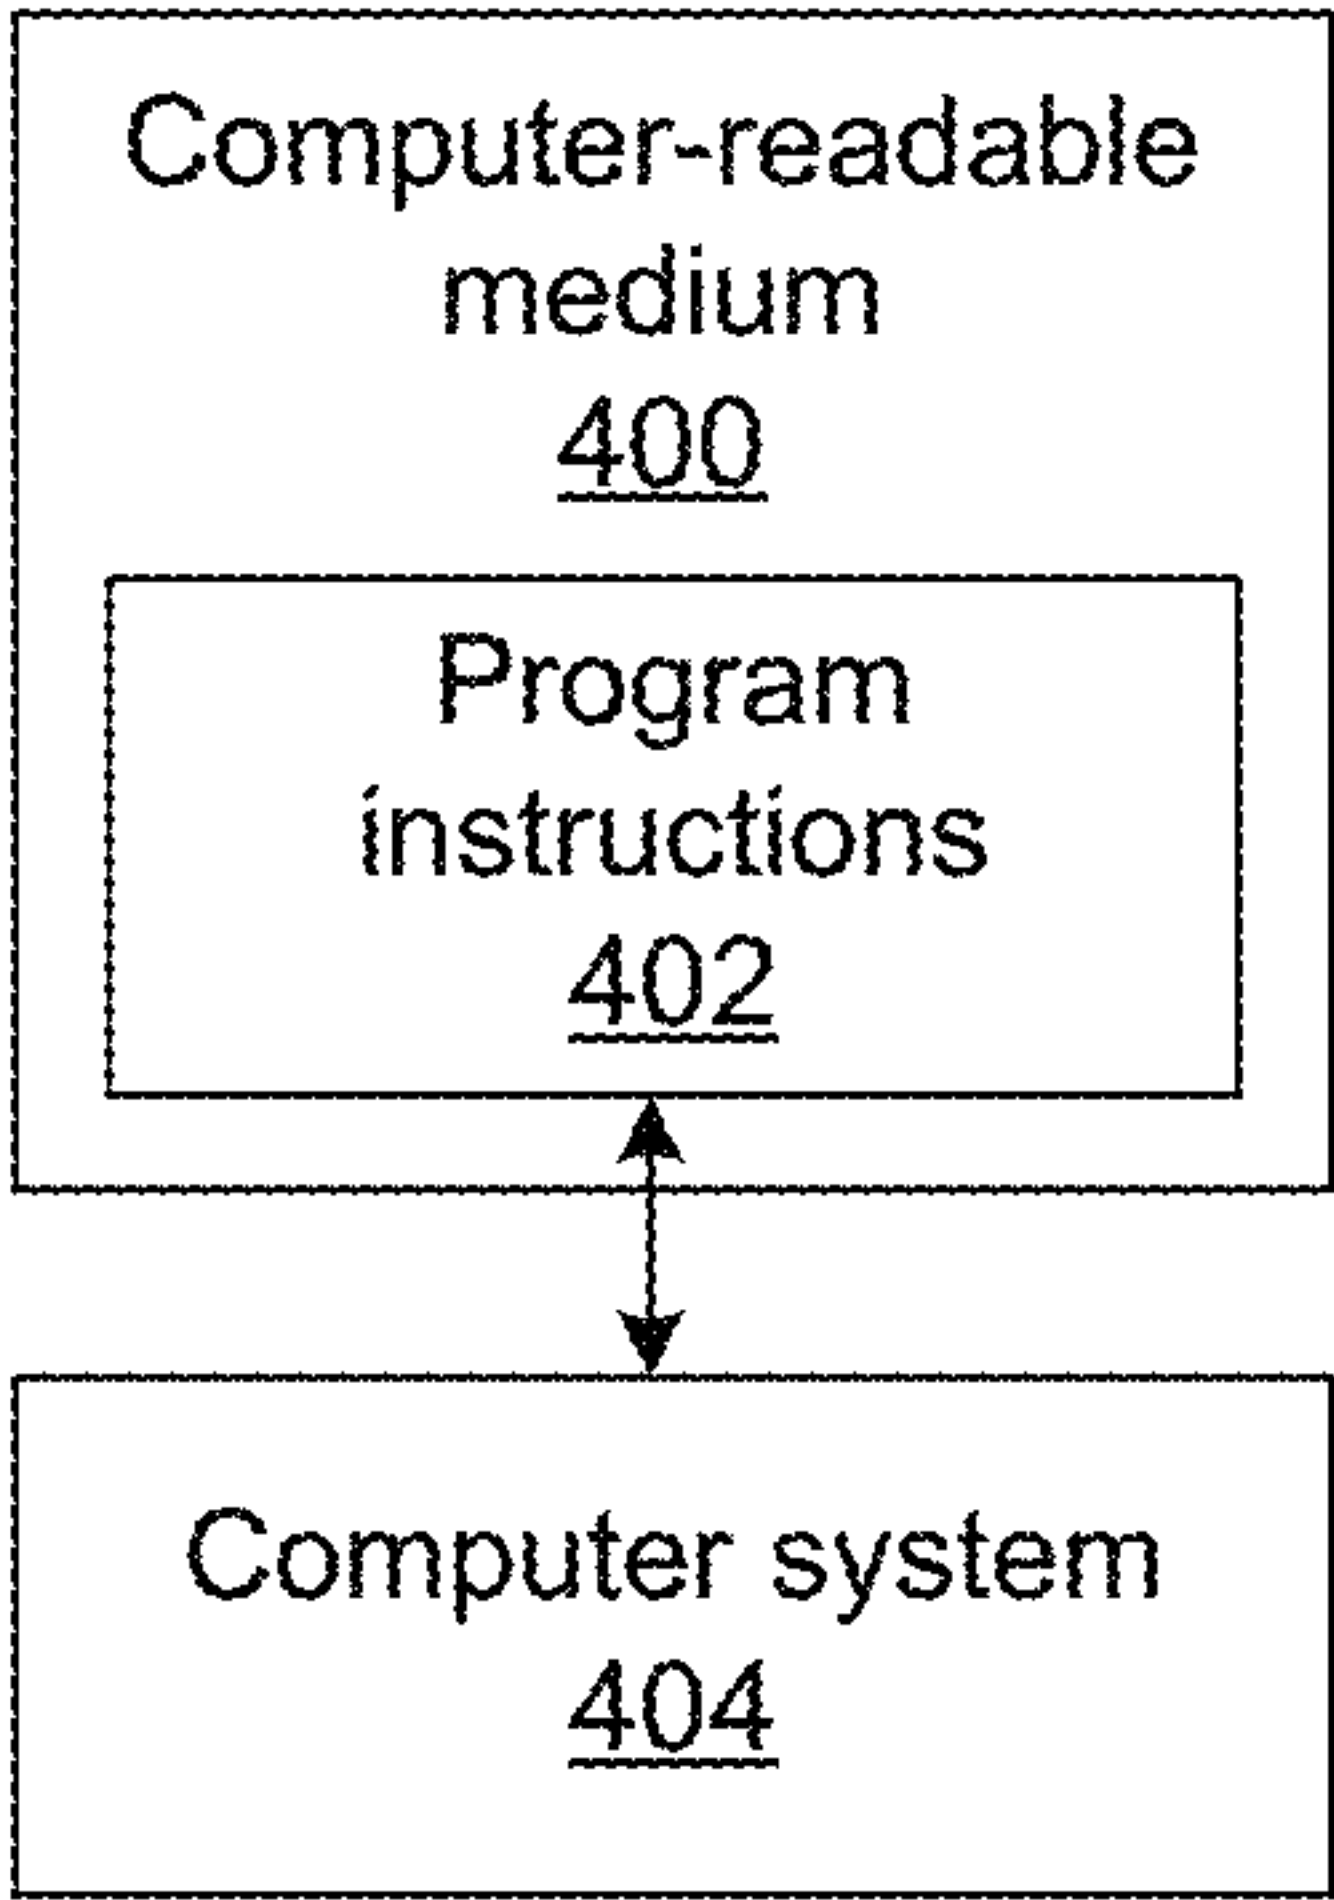 Computer-readable
medium
400
Program
instructions
402
Computer system
404